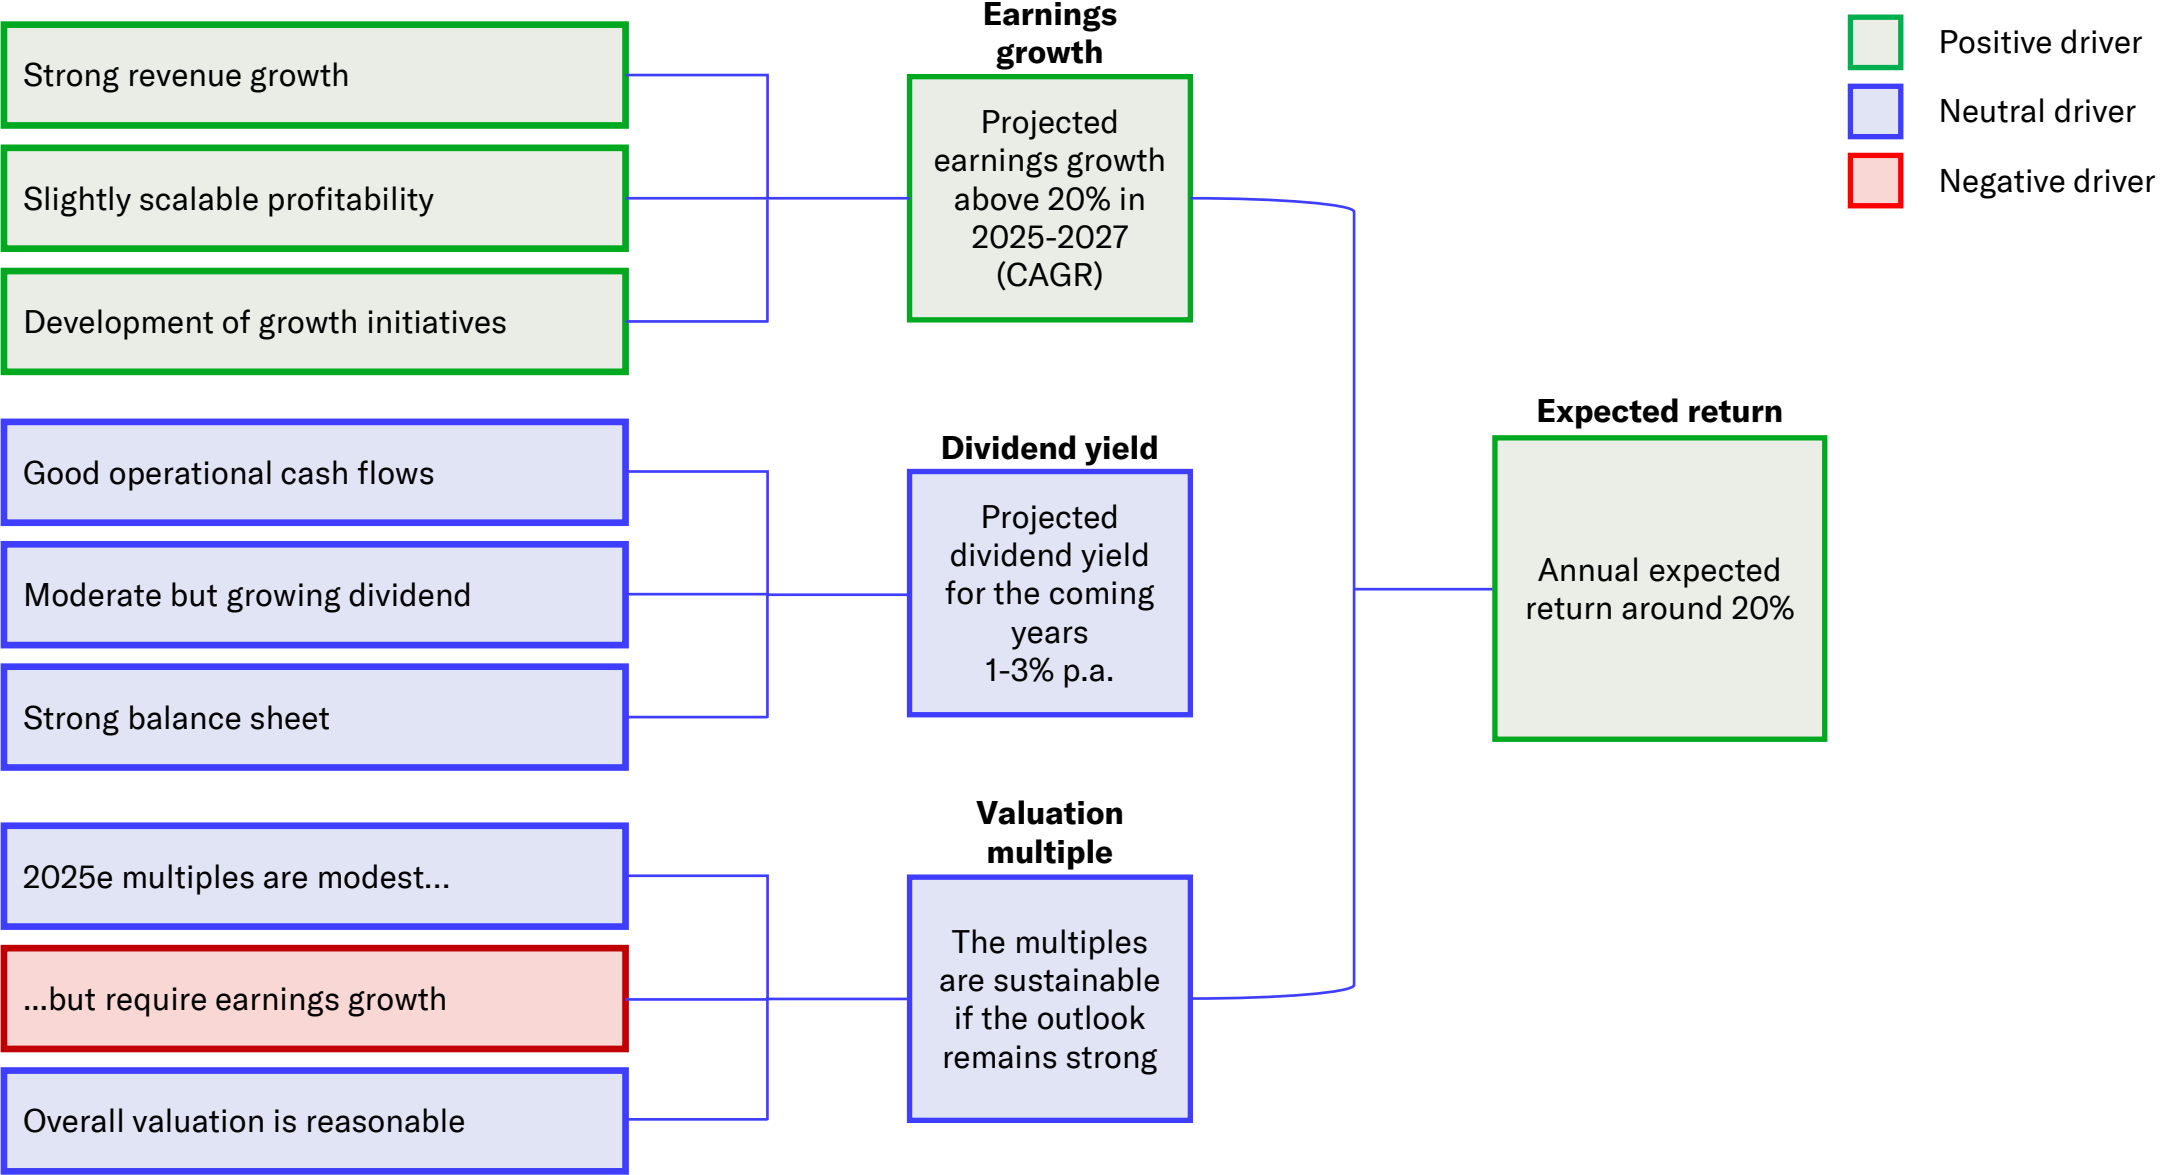 Strong revenue growth
Slightly scalable profitability
Development of growth initiatives
Earnings
growth
Projected
earnings growth
above 20% in
2025-2027
(CAGR)
Good operational cash flows
Moderate but growing dividend
Strong balance sheet
Dividend yield
Projected
dividend yield
for the coming
years
1-3% p.a.
2025e multiples are modest...
...but require earnings growth
Overall valuation is reasonable
Valuation
multiple
The multiples
are sustainable
if the outlook
remains strong
Expected return
Annual expected
return around 20%
Positive driver
Neutral driver
Negative driver